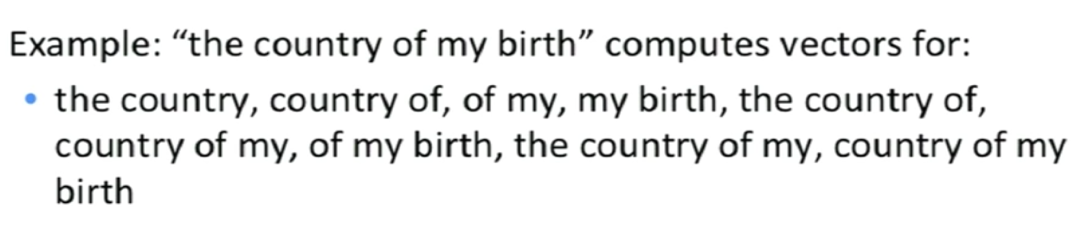 Example: “the country of my birth” computes vectors for:
• the country, country of, of my, my birth, the country of,
country of my, of my birth, the country of my, country of my
birth